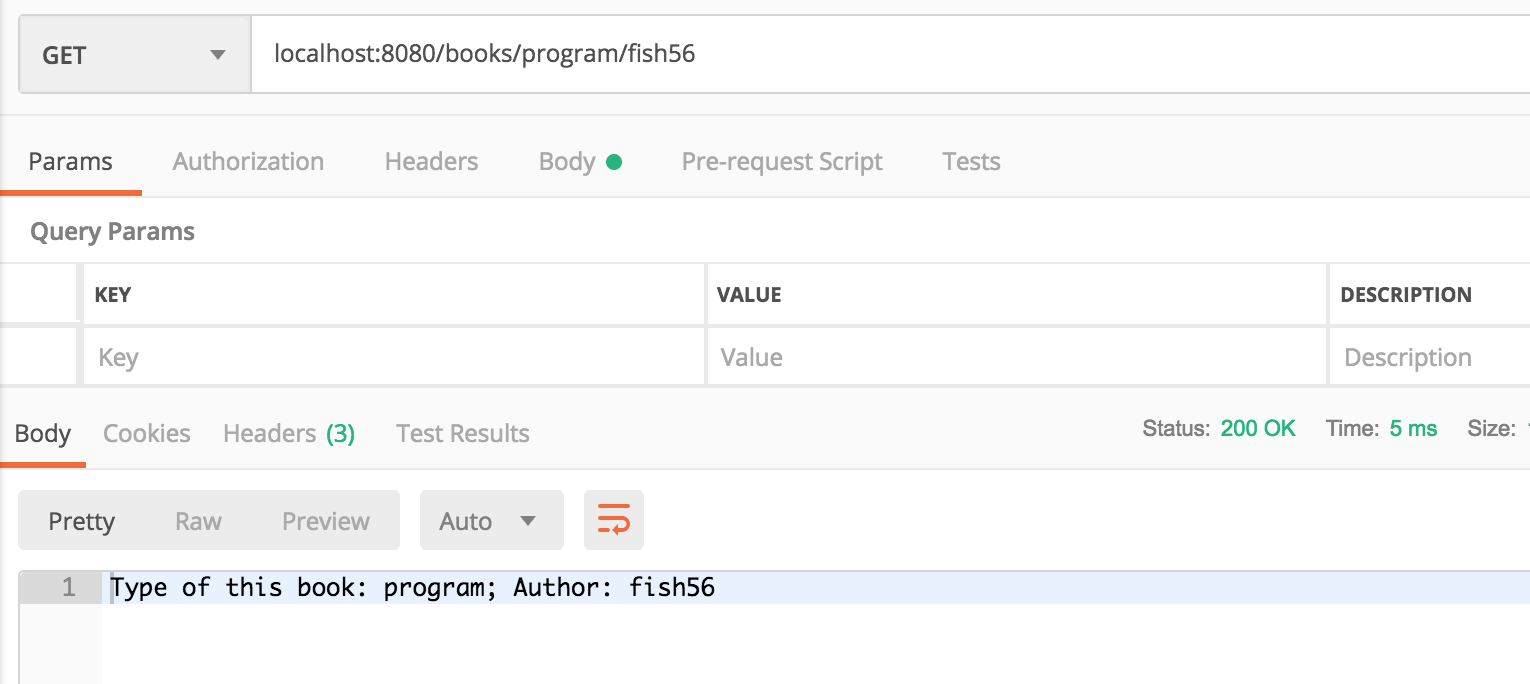 GET localhost:8080/books/program/fish56
Params Authorization Headers Body Pre-request Script Tests
Query Params
KEY VALUE DESCRIPTION
Key Value Description
Body Cookies Headers (3) Test Results Status: 200 OK Time: 5 ms Size:
Pretty Raw Preview Auto
1 Type of this book: program; Author: fish56